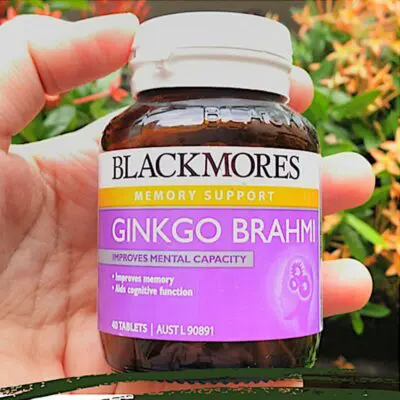 BLACKMORES
MEMORY SUPPORT
GINKGO BRAHMI
IMPROVES MENTAL CAPACITY
• Improves memory
• Aids cognitive function
40 TABLETS | AUST L 90891